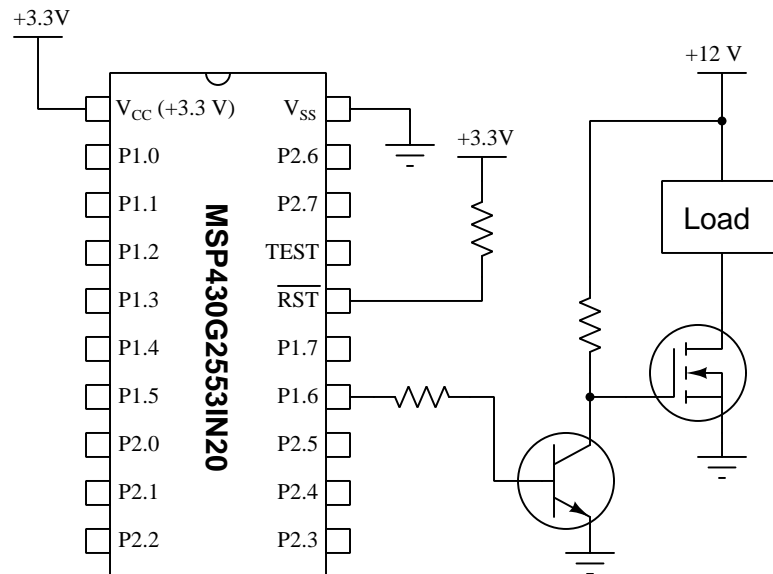 +3.3V
+12 V
V_CC (+3.3 V)
V_SS
P1.0
P2.6
+3.3V
P1.1
P2.7
Load
P1.2
TEST
P1.3
RST
P1.4
P1.7
P1.5
P1.6
P2.0
P2.5
P2.1
P2.4
P2.2
P2.3
MSP430G2553IN20